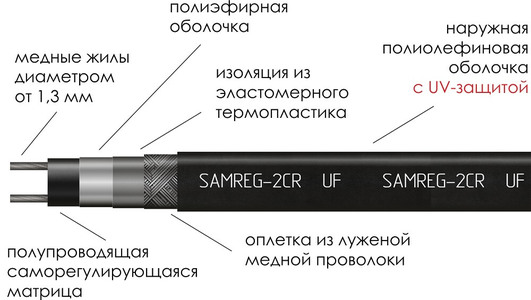 полиэфирная
оболочка
медные жилы
диаметром
от 1,3 мм
изоляция из
эластомерного
термопластика
наружная
полиолефиновая
оболочка
с UV-защитой
SAMREG-2CR UF SAMREG-2CR UF
полупроводящая
саморегулирующаяся
матрица
оплетка из луженой
медной проволоки